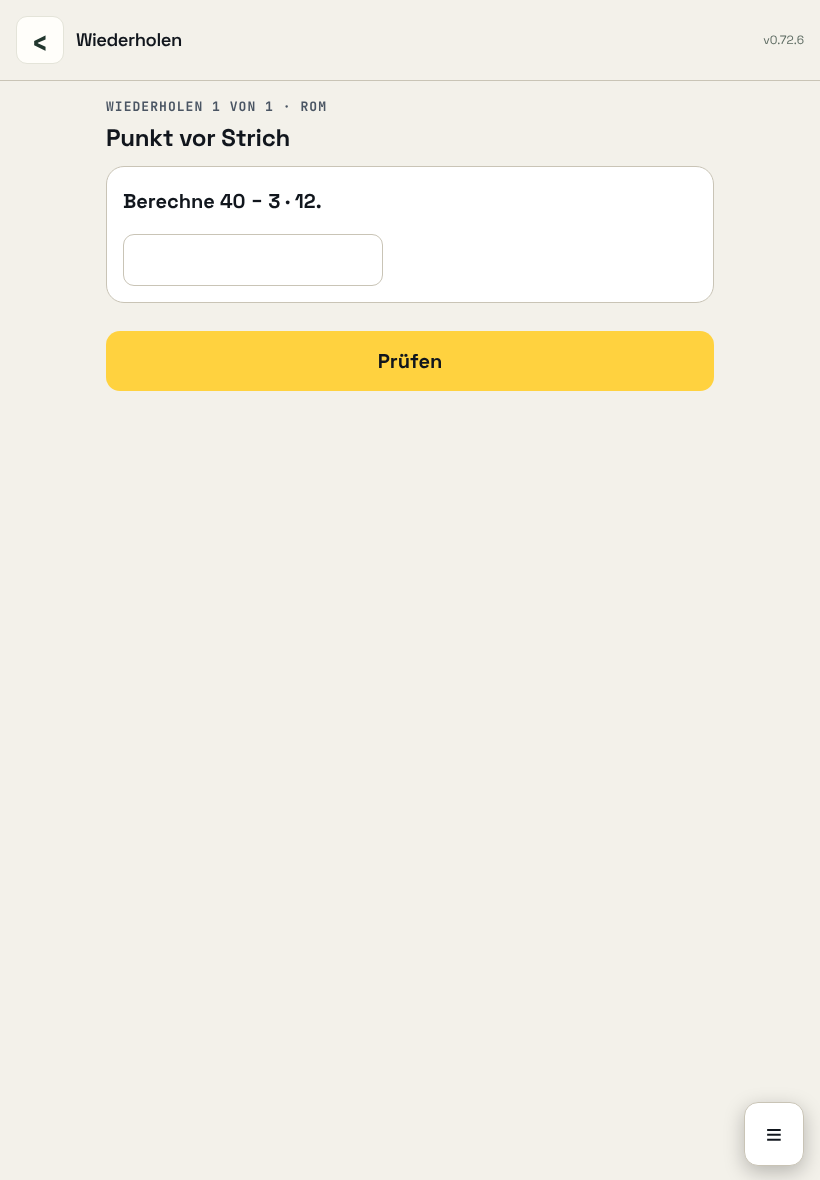 <
Wiederholen
v0.72.6
WIEDERHOLEN 1 VON 1 · ROM
Punkt vor Strich
Berechne 40 − 3 · 12.
Prüfen
≡